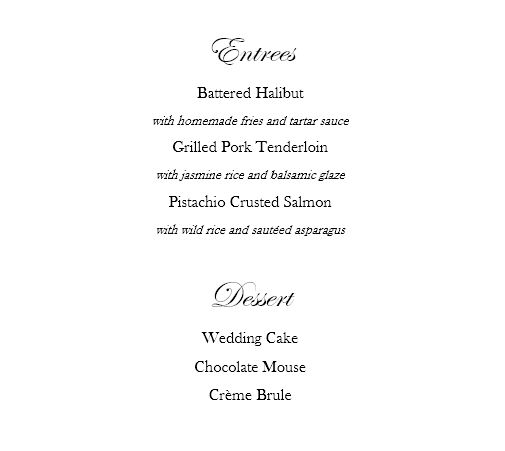 Entrees
Battered Halibut
with homemade fries and tartar sauce
Grilled Pork Tenderloin
with jasmine rice and balsamic glaze
Pistachio Crusted Salmon
with wild rice and sautéed asparagus
Dessert
Wedding Cake
Chocolate Mouse
Crème Brule